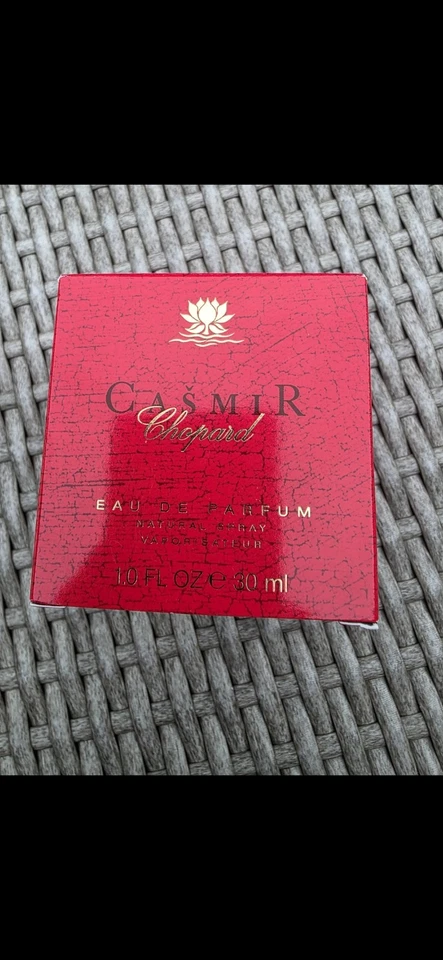 CAŠMIR
Chopard
EAU DE PARFUM
NATURAL SPRAY
VAPORISATEUR
1.0 FL OZ ℮ 30 ml